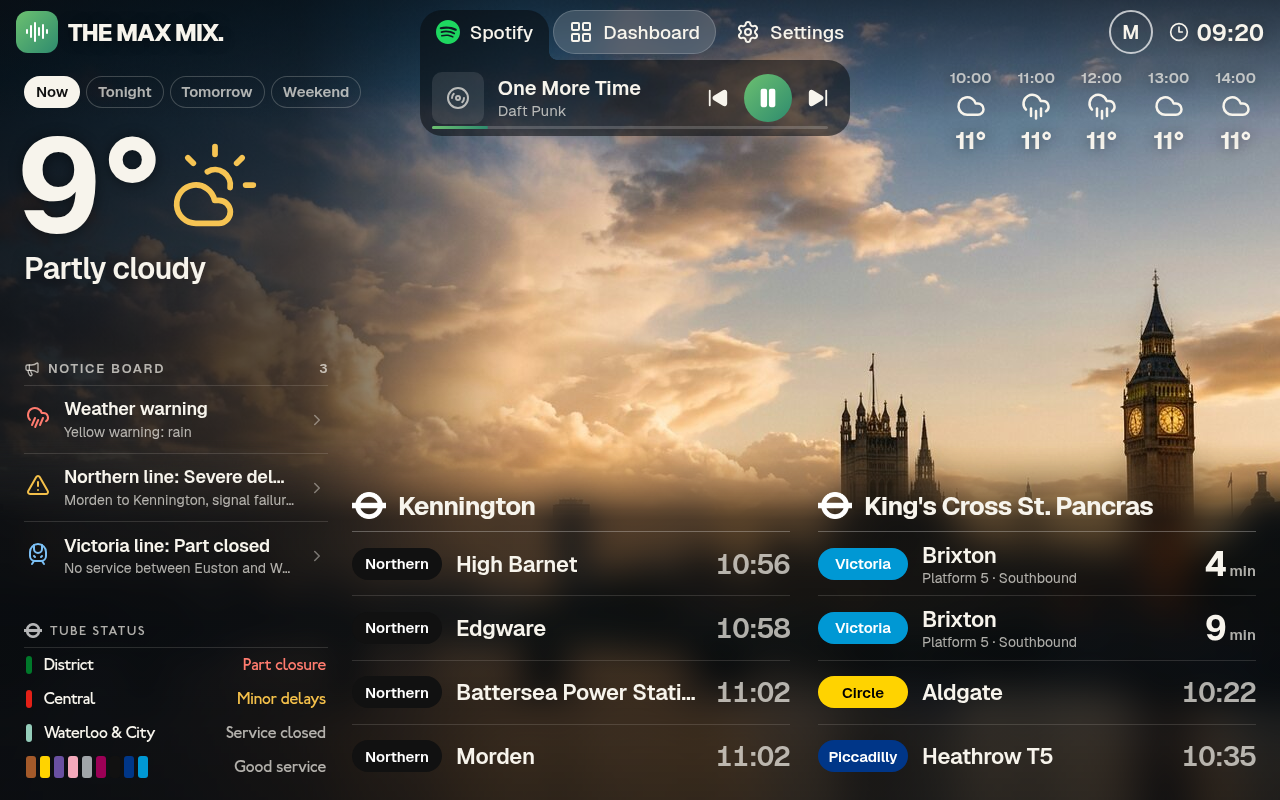 THE MAX MIX.
Spotify
Dashboard
Settings
M
09:20
Now
Tonight
Tomorrow
Weekend
One More Time
Daft Punk
10:00 11:00 12:00 13:00 14:00
11° 11° 11° 11° 11°
9°
Partly cloudy
NOTICE BOARD 3
Weather warning
Yellow warning: rain
Northern line: Severe del...
Morden to Kennington, signal failur...
Victoria line: Part closed
No service between Euston and W...
TUBE STATUS
District Part closure
Central Minor delays
Waterloo & City Service closed
Good service
Kennington
Northern High Barnet 10:56
Northern Edgware 10:58
Northern Battersea Power Stati... 11:02
Northern Morden 11:02
King's Cross St. Pancras
Victoria Brixton 4 min
Platform 5 · Southbound
Victoria Brixton 9 min
Platform 5 · Southbound
Circle Aldgate 10:22
Piccadilly Heathrow T5 10:35